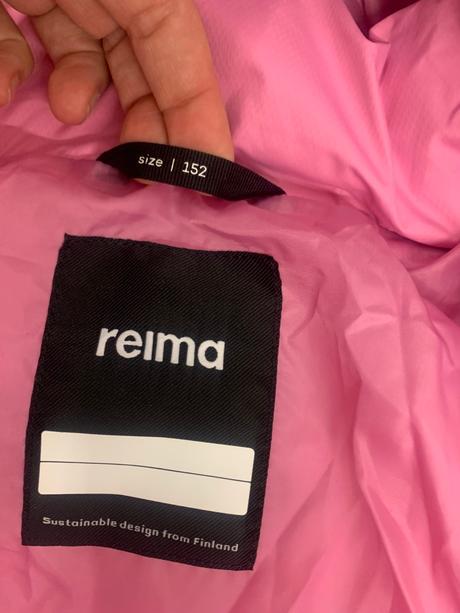 size | 152
reima
Sustainable design from Finland